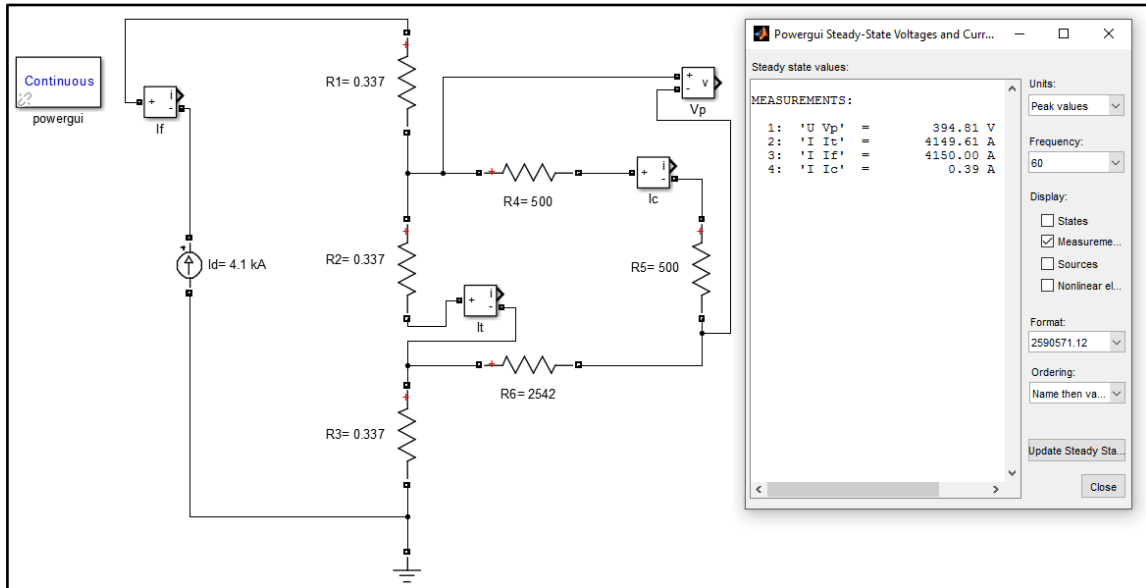 Continuous
powergui
+
i
-
If
R1= 0.337
+
-
v
Vp
R4= 500
+
i
-
Ic
Id= 4.1 kA
R2= 0.337
R5= 500
+
i
-
It
R6= 2542
R3= 0.337
Powergui Steady-State Voltages and Curr...
Steady state values:
MEASUREMENTS:
1: 'U Vp' = 394.81 V
2: 'I It' = 4149.61 A
3: 'I If' = 4150.00 A
4: 'I Ic' = 0.39 A
Units:
Peak values
Frequency:
60
Display:
States
Measureme...
Sources
Nonlinear el...
Format:
2590571.12
Ordering:
Name then va...
Update Steady Sta...
Close